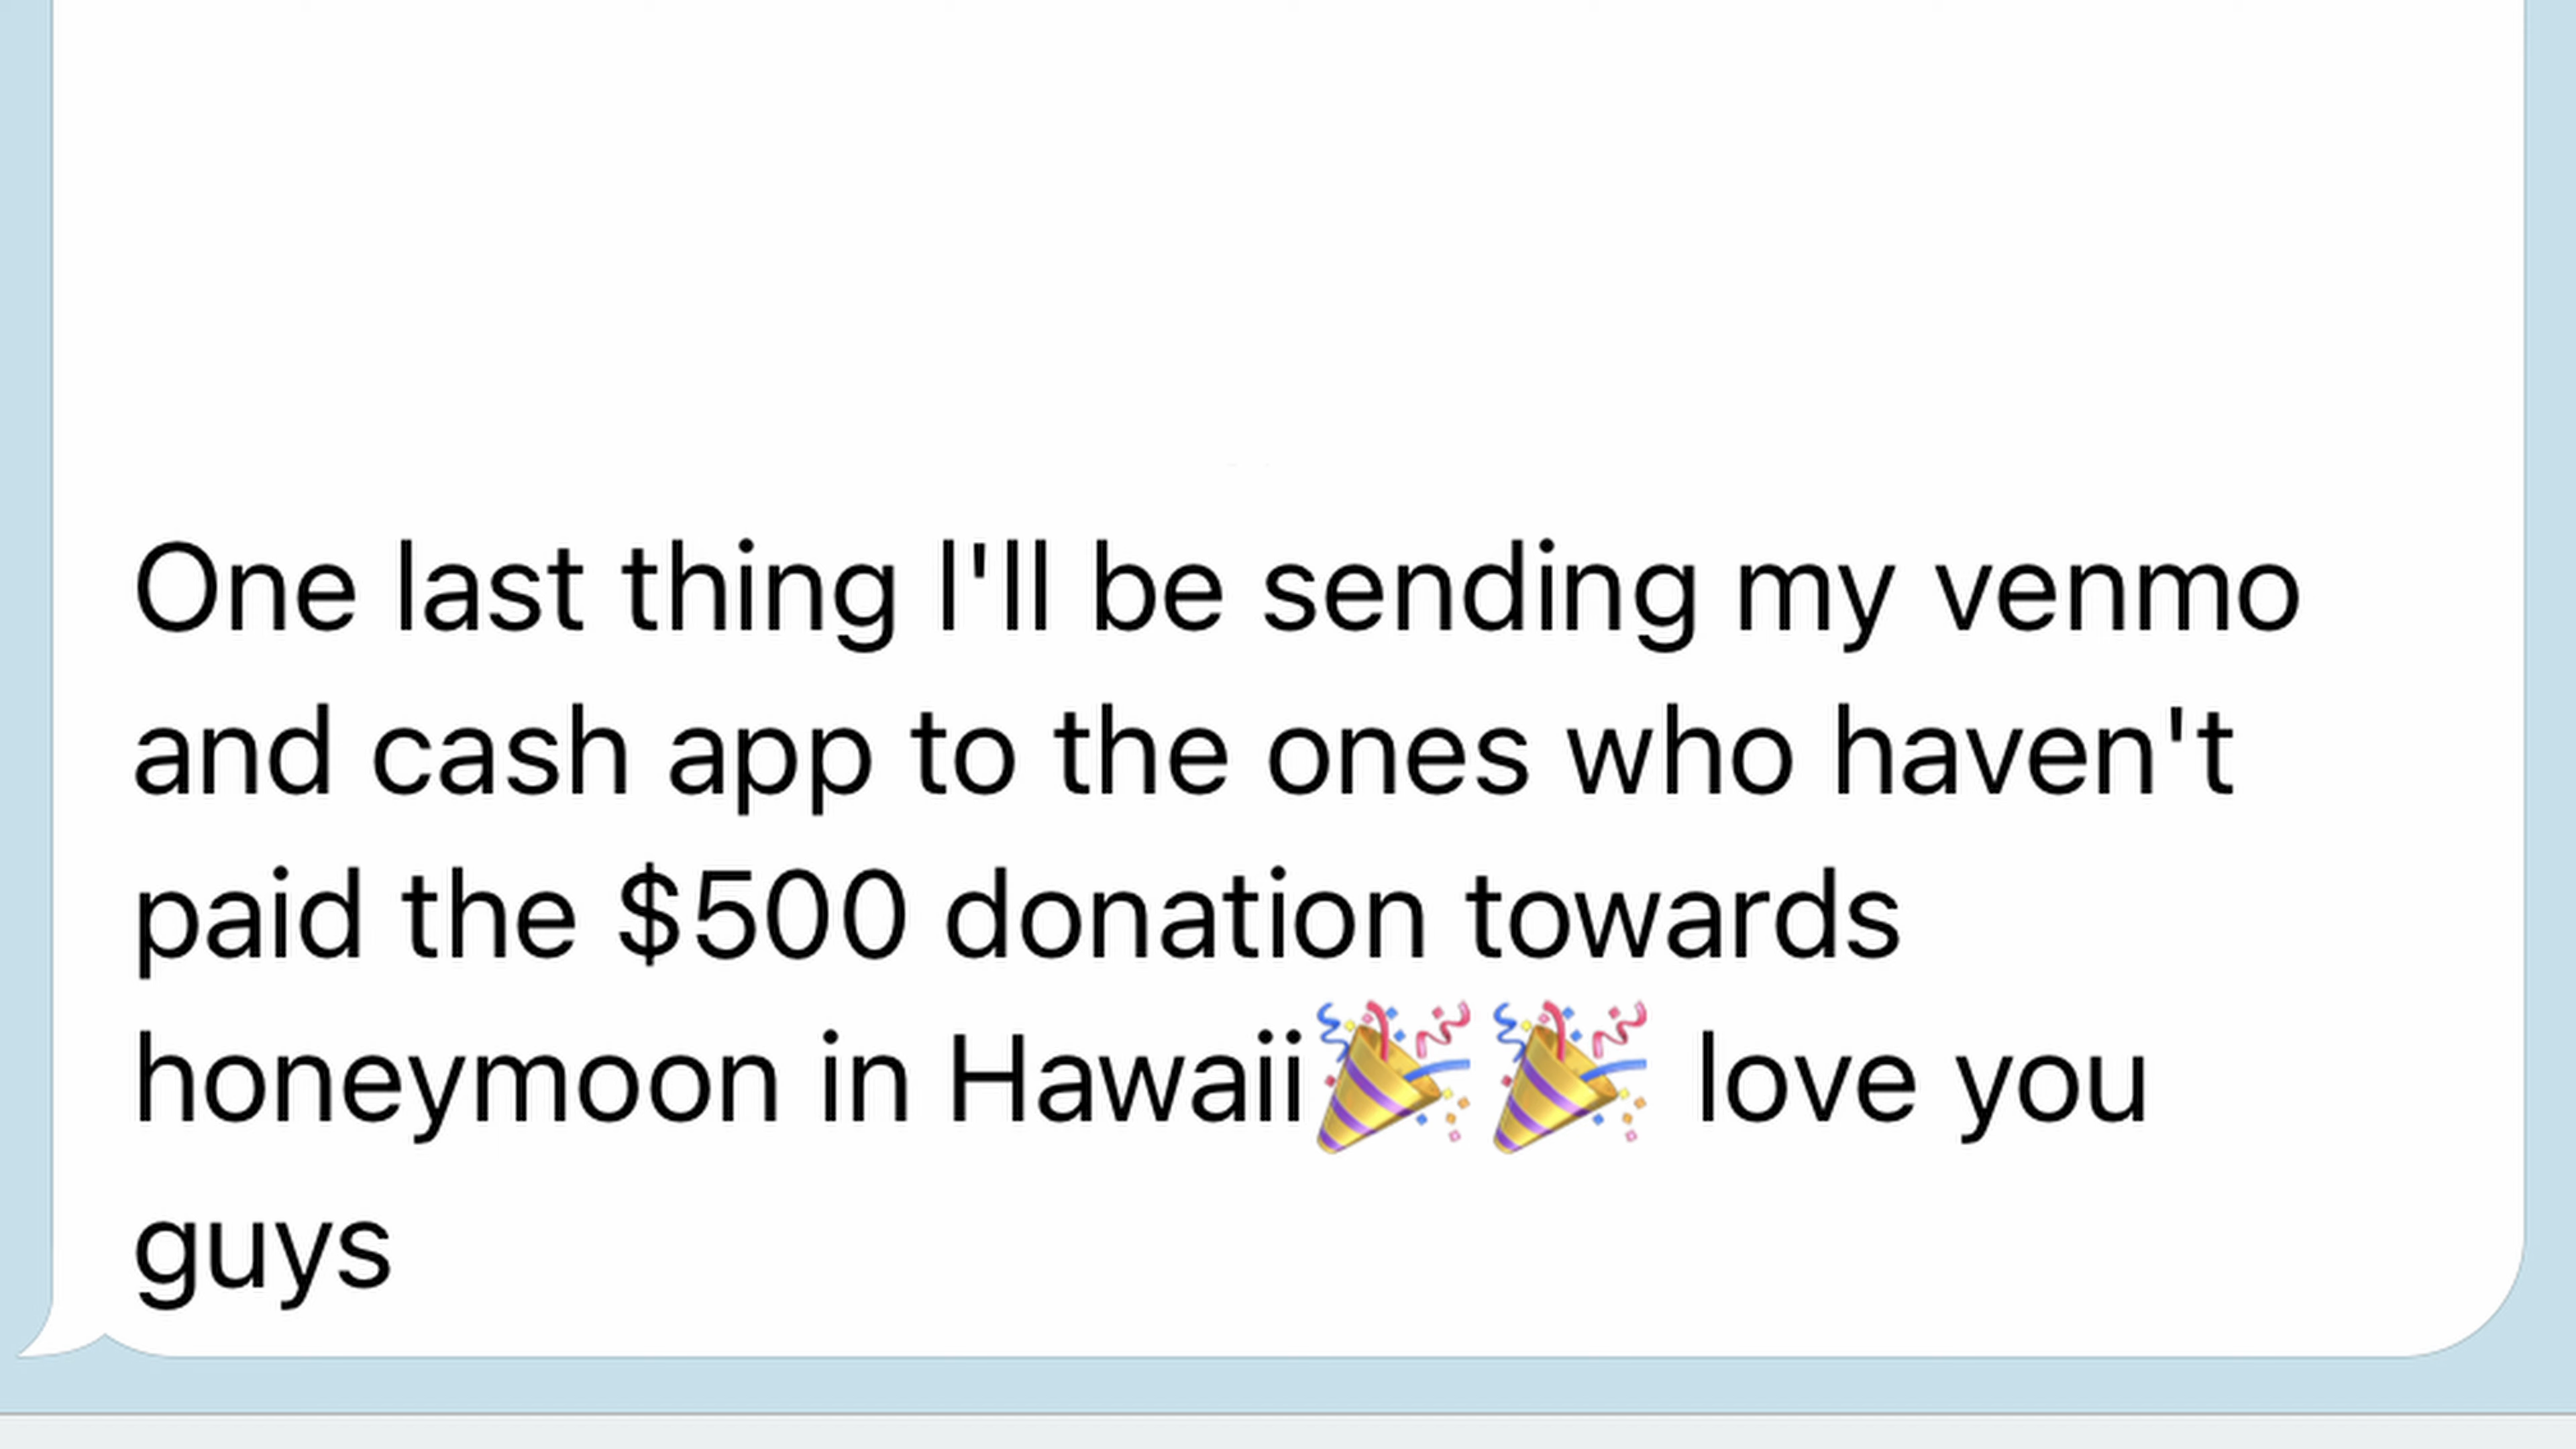 One last thing I'll be sending my venmo
and cash app to the ones who haven't
paid the $500 donation towards
honeymoon in Hawaii🎉🎉 love you
guys